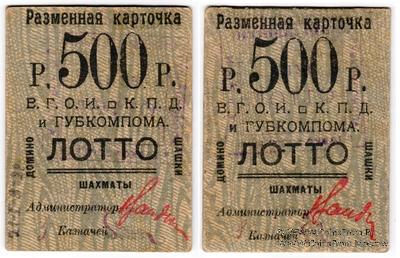 Разменная карточка
Р. 500 Р.
В. Г. О. И. и К. П. Д.
и ГУБКОМПОМА.
ДОМИНО
ЛОТТО
ШАШКИ
ШАХМАТЫ
Администратор
Казначей
Разменная карточка
Р. 500 Р.
В. Г. О. И. и К. П. Д.
и ГУБКОМПОМА.
ДОМИНО
ЛОТТО
ШАШКИ
ШАХМАТЫ
Администратор
Казначей